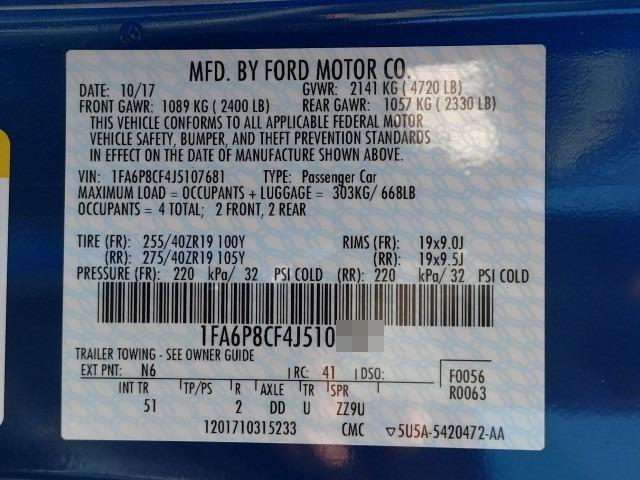 MFD. BY FORD MOTOR CO.
DATE: 10/17 GVWR: 2141 KG ( 4720 LB)
FRONT GAWR: 1089 KG ( 2400 LB) REAR GAWR: 1057 KG ( 2330 LB)
THIS VEHICLE CONFORMS TO ALL APPLICABLE FEDERAL MOTOR
VEHICLE SAFETY, BUMPER, AND THEFT PREVENTION STANDARDS
IN EFFECT ON THE DATE OF MANUFACTURE SHOWN ABOVE.
VIN: 1FA6P8CF4J5107681 TYPE: Passenger Car
MAXIMUM LOAD = OCCUPANTS + LUGGAGE = 303KG/ 668LB
OCCUPANTS = 4 TOTAL; 2 FRONT, 2 REAR
TIRE (FR): 255/40ZR19 100Y RIMS (FR): 19x9.0J
(RR): 275/40ZR19 105Y (RR): 19x9.5J
PRESSURE (FR): 220 kPa/ 32 PSI COLD (RR): 220 kPa/ 32 PSI COLD
1FA6P8CF4J510
TRAILER TOWING - SEE OWNER GUIDE
EXT PNT: N6 RC: 41 DSO: F0056
R0063
INT TR TP/PS R AXLE TR SPR
51 2 DD U ZZ9U
1201710315233 CMC ▽5U5A-5420472-AA